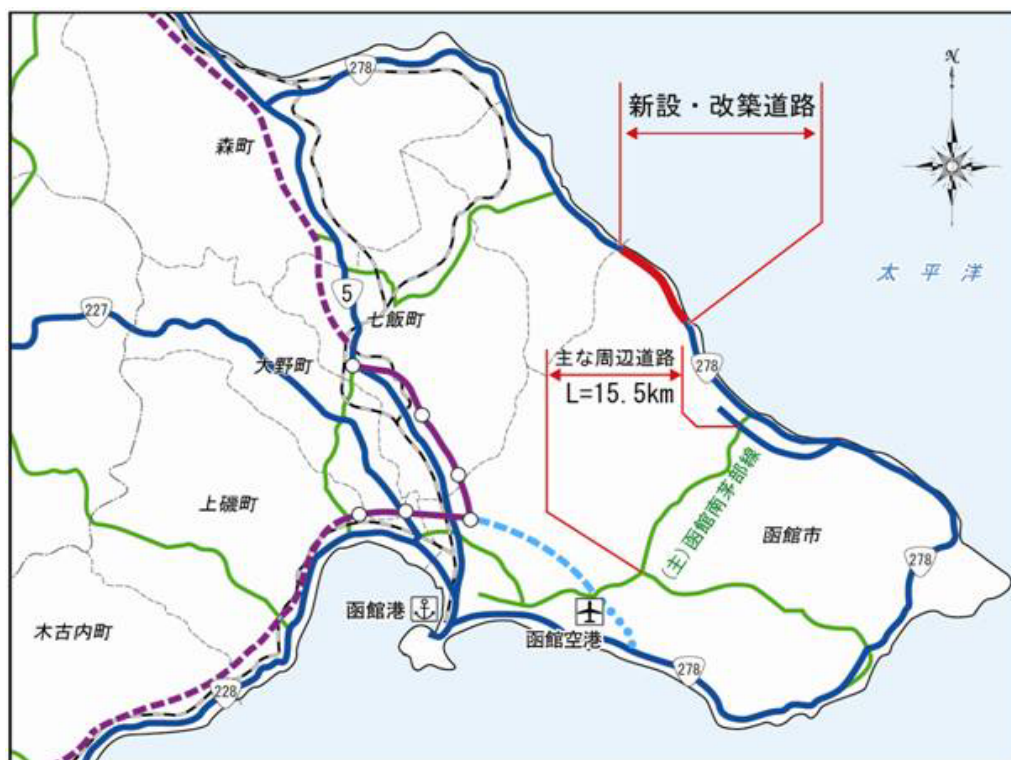 N
278
新設・改築道路
森町
太平洋
5
227
七飯町
主な周辺道路
大野町
278
L=15.5km
(主)函館南茅部線
上磯町
函館市
278
函館港
木古内町
函館空港
278
228